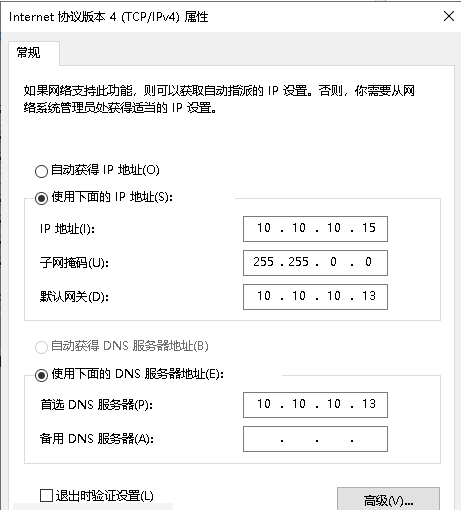 Internet 协议版本 4 (TCP/IPv4) 属性
常规
如果网络支持此功能，则可以获取自动指派的 IP 设置。否则，你需要从网
络系统管理员处获得适当的 IP 设置。
自动获得 IP 地址(O)
使用下面的 IP 地址(S):
IP 地址(I): 10 . 10 . 10 . 15
子网掩码(U): 255 . 255 . 0 . 0
默认网关(D): 10 . 10 . 10 . 13
自动获得 DNS 服务器地址(B)
使用下面的 DNS 服务器地址(E):
首选 DNS 服务器(P): 10 . 10 . 10 . 13
备用 DNS 服务器(A): . . .
退出时验证设置(L)
高级(V)...